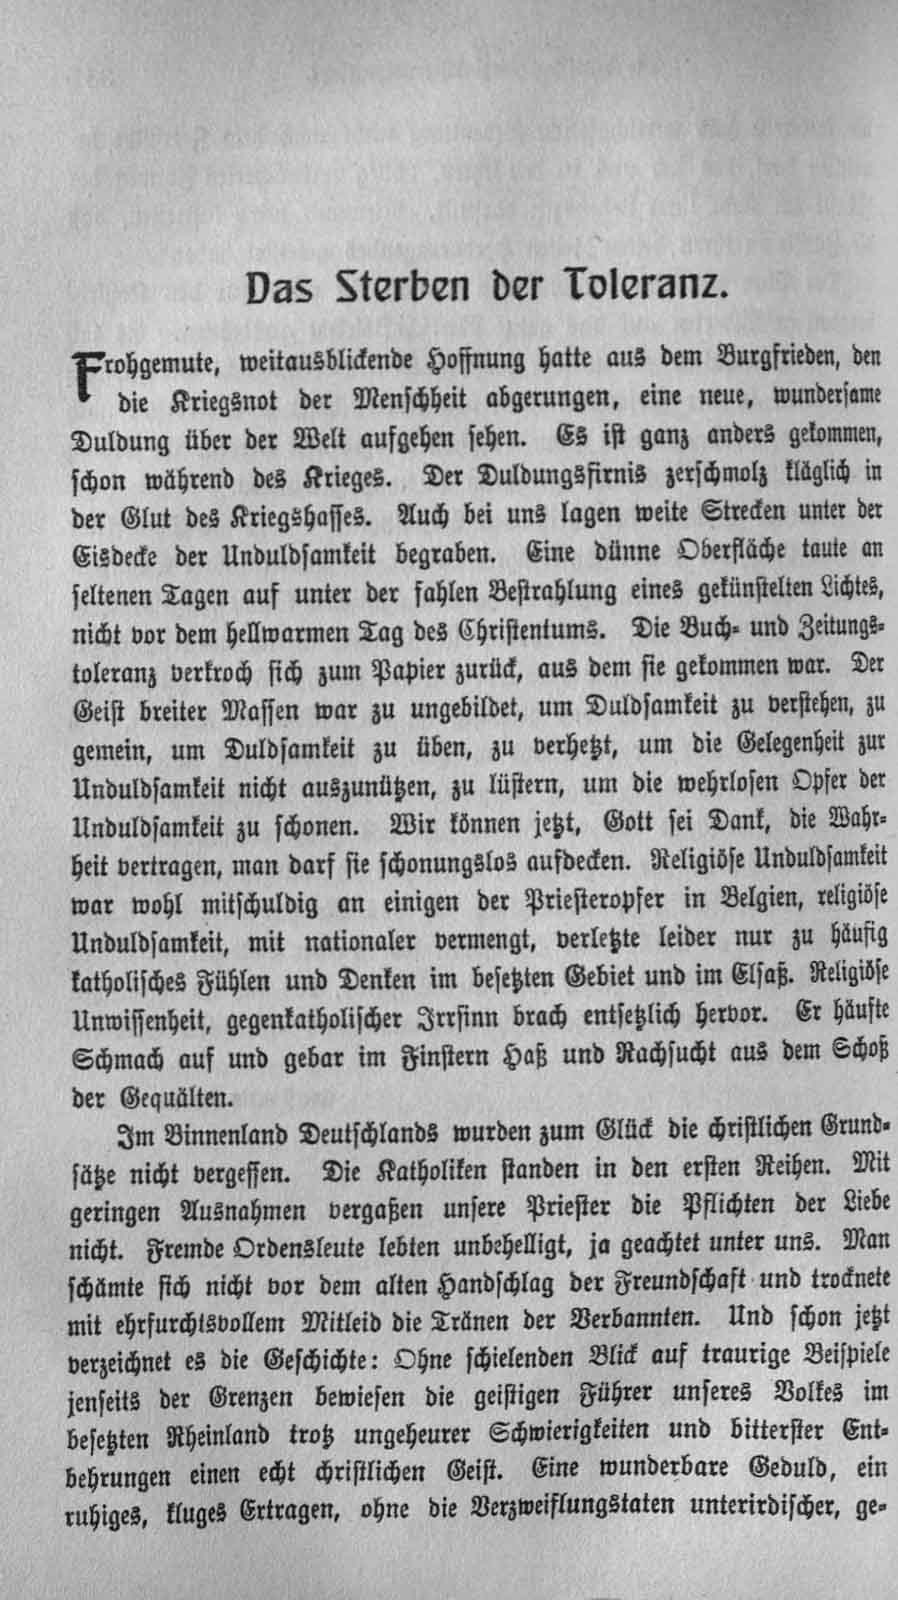 Das Sterben der Toleranz.
Frohgemute, weitausblickende Hoffnung hatte aus dem Burgfrieden, den
die Kriegsnot der Menschheit abgerungen, eine neue, wundersame
Duldung über der Welt aufgehen sehen. Es ist ganz anders gekommen,
schon während des Krieges. Der Duldungsfirnis zerschmolz kläglich in
der Glut des Kriegshasses. Auch bei uns lagen weite Strecken unter der
Eisdecke der Unduldsamkeit begraben. Eine dünne Oberfläche taute an
seltenen Tagen auf unter der fahlen Bestrahlung eines gekünstelten Lichtes,
nicht vor dem hellwarmen Tag des Christentums. Die Buch- und Zeitungs-
toleranz verkroch sich zum Papier zurück, aus dem sie gekommen war. Der
Geist breiter Massen war zu ungebildet, um Duldsamkeit zu verstehen, zu
gemein, um Duldsamkeit zu üben, zu verhetzt, um die Gelegenheit zur
Unduldsamkeit nicht auszunützen, zu lüstern, um die wehrlosen Opfer der
Unduldsamkeit zu schonen. Wir können jetzt, Gott sei Dank, die Wahr-
heit vertragen, man darf sie schonungslos aufdecken. Religiöse Unduldsamkeit
war wohl mitschuldig an einigen der Priesteropfer in Belgien, religiöse
Unduldsamkeit, mit nationaler vermengt, verletzte leider nur zu häufig
katholisches Fühlen und Denken im besetzten Gebiet und im Elsaß. Religiöse
Unwissenheit, gegenkatholischer Irrsinn brach entsetzlich hervor. Er häufte
Schmach auf und gebar im Finstern Haß und Rachsucht aus dem Schoß
der Gequälten.
Im Binnenland Deutschlands wurden zum Glück die christlichen Grund-
sätze nicht vergessen. Die Katholiken standen in den ersten Reihen. Mit
geringen Ausnahmen vergaßen unsere Priester die Pflichten der Liebe
nicht. Fremde Ordensleute lebten unbehelligt, ja geachtet unter uns. Man
schämte sich nicht vor dem alten Handschlag der Freundschaft und trocknete
mit ehrfurchtsvollem Mitleid die Tränen der Verbannten. Und schon jetzt
verzeichnet es die Geschichte: Ohne schielenden Blick auf traurige Beispiele
jenseits der Grenzen bewiesen die geistigen Führer unseres Volkes im
besetzten Rheinland trotz ungeheurer Schwierigkeiten und bitterster Ent-
behrungen einen echt christlichen Geist. Eine wunderbare Geduld, ein
ruhiges, kluges Ertragen, ohne die Verzweiflungstaten unterirdischer, ge-